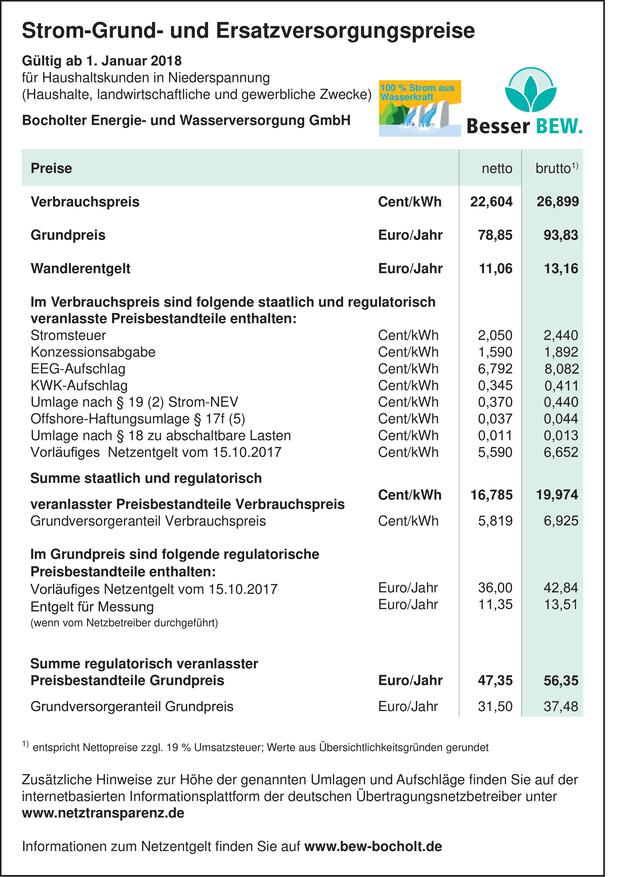 Strom-Grund- und Ersatzversorgungspreise
Gültig ab 1. Januar 2018
für Haushaltskunden in Niederspannung
(Haushalte, landwirtschaftliche und gewerbliche Zwecke)
Bocholter Energie- und Wasserversorgung GmbH
100 % Strom aus
Wasserkraft
Besser BEW.
Preise netto brutto¹⁾
Verbrauchspreis Cent/kWh 22,604 26,899
Grundpreis Euro/Jahr 78,85 93,83
Wandlerentgelt Euro/Jahr 11,06 13,16
Im Verbrauchspreis sind folgende staatlich und regulatorisch
veranlasste Preisbestandteile enthalten:
Stromsteuer Cent/kWh 2,050 2,440
Konzessionsabgabe Cent/kWh 1,590 1,892
EEG-Aufschlag Cent/kWh 6,792 8,082
KWK-Aufschlag Cent/kWh 0,345 0,411
Umlage nach § 19 (2) Strom-NEV Cent/kWh 0,370 0,440
Offshore-Haftungsumlage § 17f (5) Cent/kWh 0,037 0,044
Umlage nach § 18 zu abschaltbare Lasten Cent/kWh 0,011 0,013
Vorläufiges Netzentgelt vom 15.10.2017 Cent/kWh 5,590 6,652
Summe staatlich und regulatorisch
veranlasster Preisbestandteile Verbrauchspreis Cent/kWh 16,785 19,974
Grundversorgeranteil Verbrauchspreis Cent/kWh 5,819 6,925
Im Grundpreis sind folgende regulatorische
Preisbestandteile enthalten:
Vorläufiges Netzentgelt vom 15.10.2017 Euro/Jahr 36,00 42,84
Entgelt für Messung Euro/Jahr 11,35 13,51
(wenn vom Netzbetreiber durchgeführt)
Summe regulatorisch veranlasster
Preisbestandteile Grundpreis Euro/Jahr 47,35 56,35
Grundversorgeranteil Grundpreis Euro/Jahr 31,50 37,48
¹⁾ entspricht Nettopreise zzgl. 19 % Umsatzsteuer; Werte aus Übersichtlichkeitsgründen gerundet
Zusätzliche Hinweise zur Höhe der genannten Umlagen und Aufschläge finden Sie auf der
internetbasierten Informationsplattform der deutschen Übertragungsnetzbetreiber unter
www.netztransparenz.de
Informationen zum Netzentgelt finden Sie auf www.bew-bocholt.de